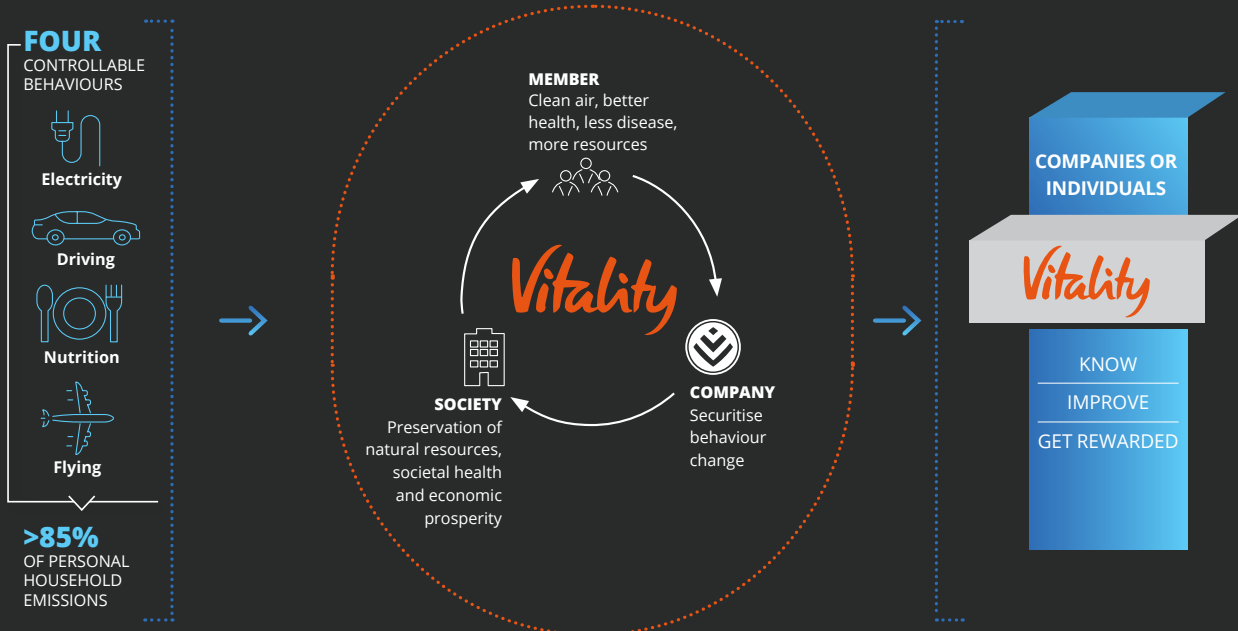 FOUR
CONTROLLABLE
BEHAVIOURS
Electricity
Driving
Nutrition
Flying
>85%
OF PERSONAL
HOUSEHOLD
EMISSIONS
MEMBER
Clean air, better
health, less disease,
more resources
Vitality
COMPANY
Securitise
behaviour
change
SOCIETY
Preservation of
natural resources,
societal health
and economic
prosperity
COMPANIES OR
INDIVIDUALS
Vitality
KNOW
IMPROVE
GET REWARDED